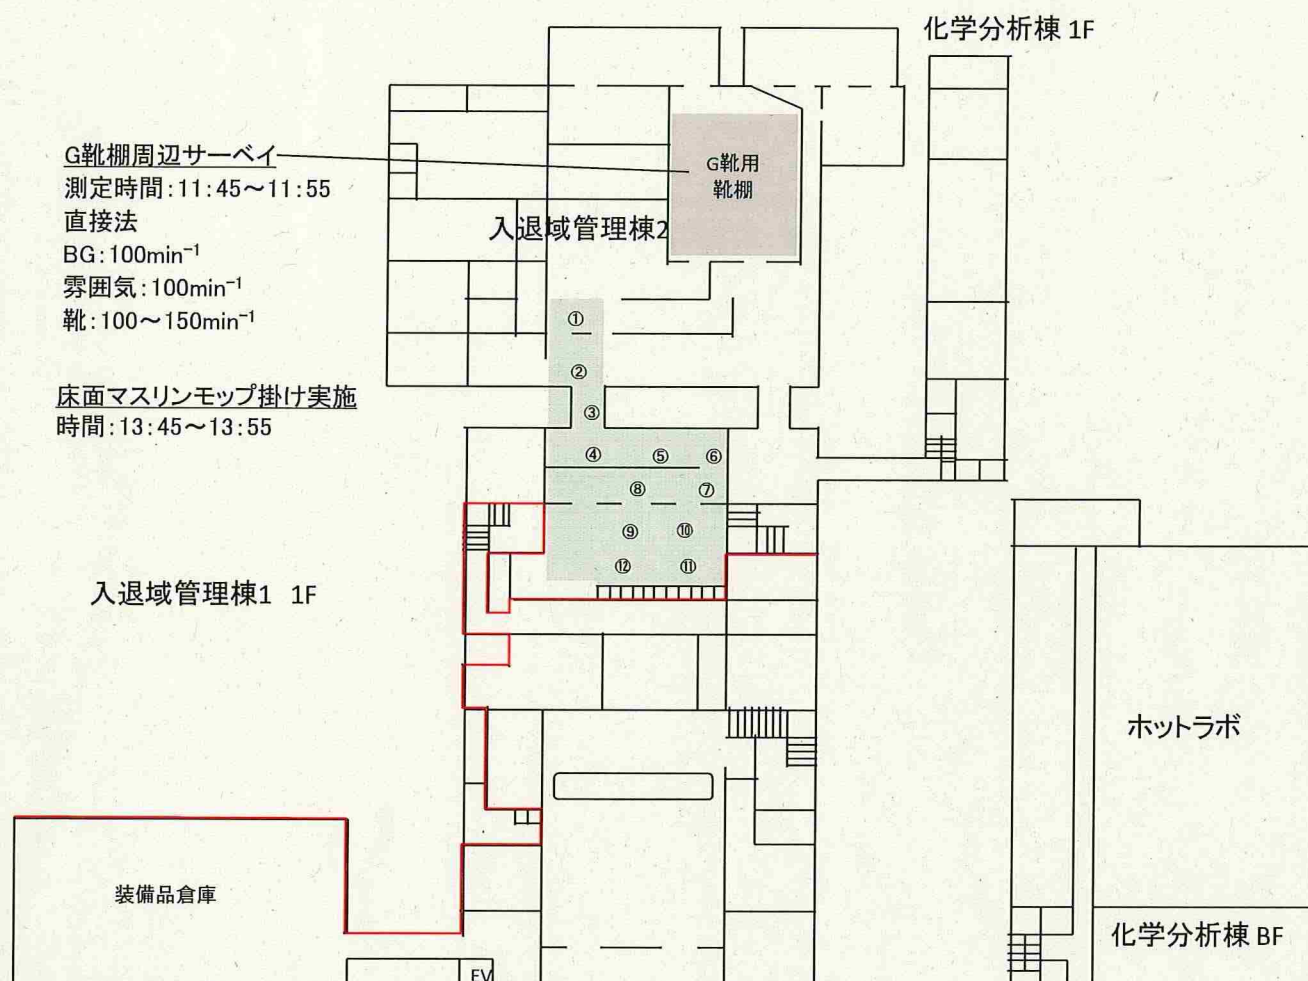 化学分析棟 1F
G靴棚周辺サーベイ
測定時間:11:45～11:55
直接法
BG:100min⁻¹
雰囲気:100min⁻¹
靴:100～150min⁻¹
G靴用
靴棚
入退域管理棟2
床面マスリンモップ掛け実施
時間:13:45～13:55
①
②
③
④
⑤
⑥
⑦
⑧
⑨
⑩
⑪
⑫
入退域管理棟1 1F
ホットラボ
装備品倉庫
化学分析棟 BF
EV